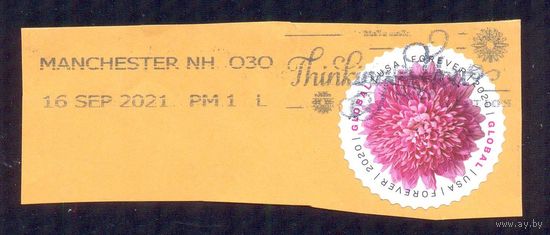 MANCHESTER NH 030
16 SEP 2021 PM 1 L
Thinking
GLOBAL | USA | FOREVER | 2020 | GLOBAL | USA | FOREVER | 2020 |
www.ay.by